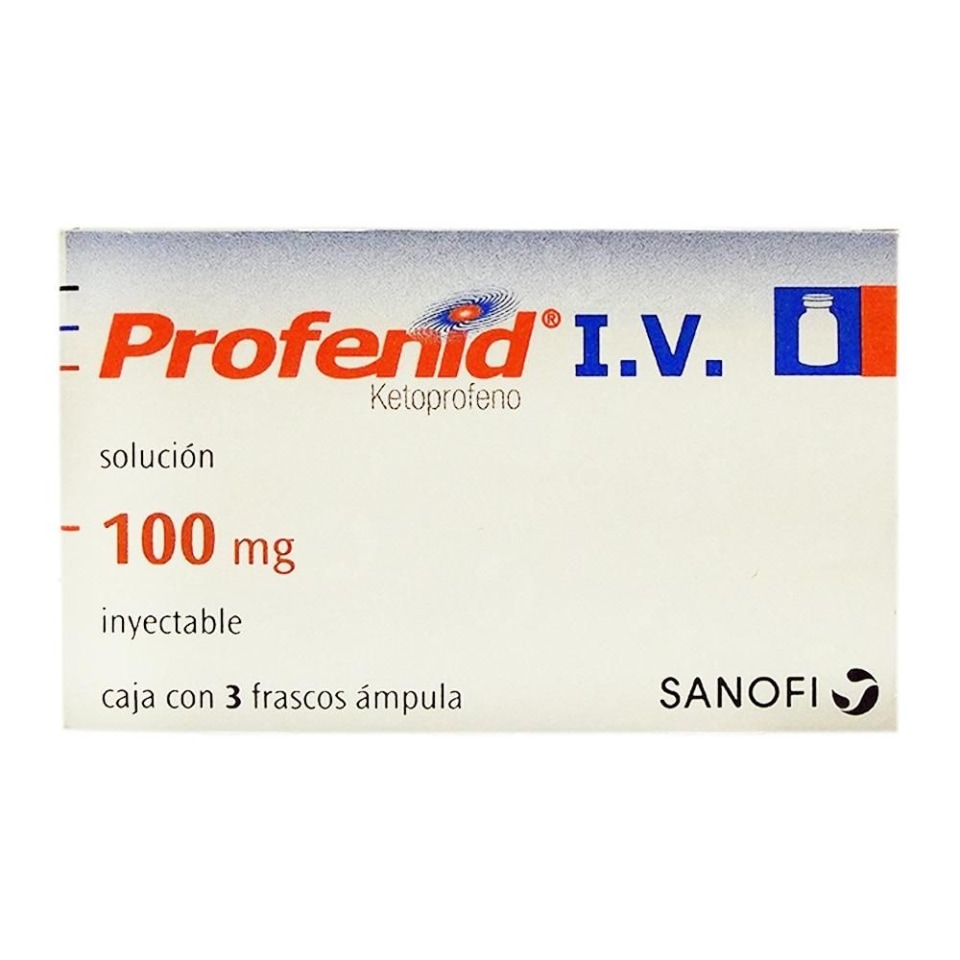 Profenid® I.V.
Ketoprofeno
solución
100 mg
inyectable
caja con 3 frascos ámpula
SANOFI